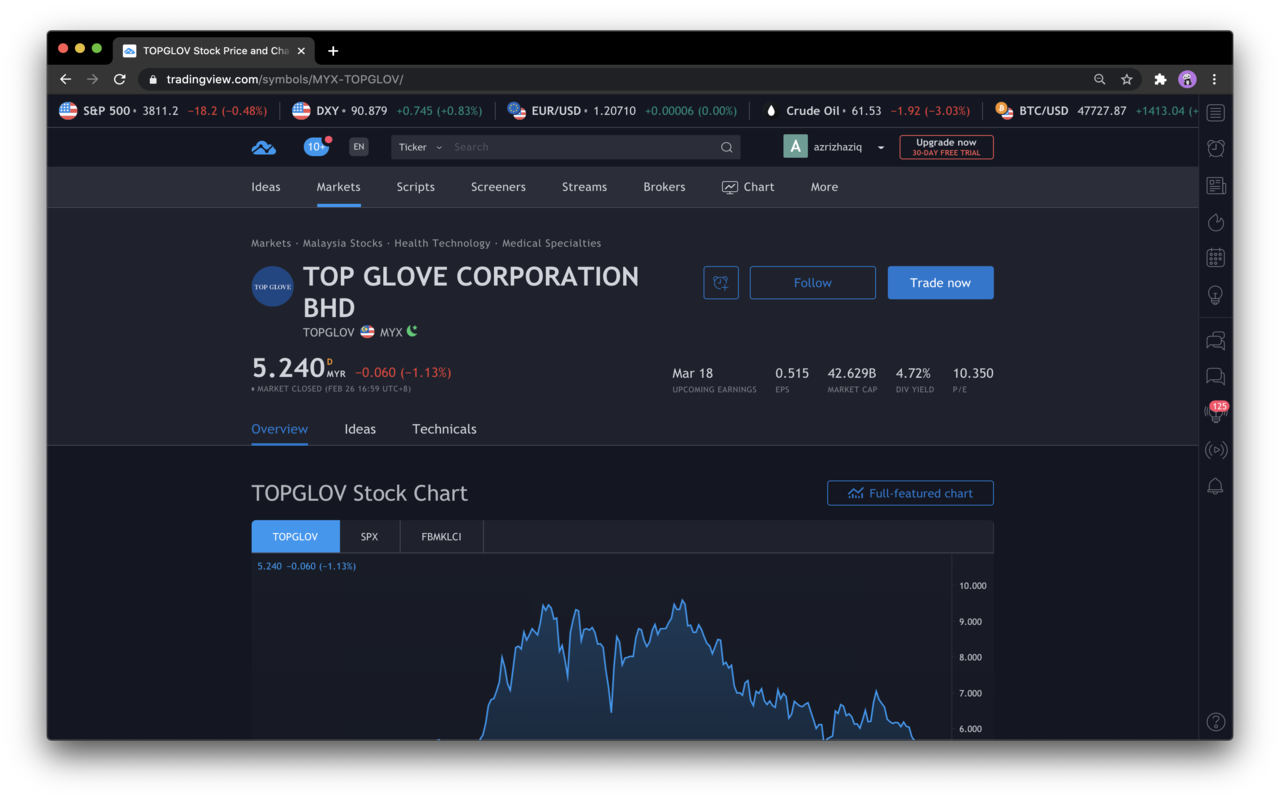 TOPGLOV Stock Price and Cha
tradingview.com/symbols/MYX-TOPGLOV/
S&P 500 • 3811.2 −18.2 (−0.48%) DXY • 90.879 +0.745 (+0.83%) EUR/USD • 1.20710 +0.00006 (0.00%) Crude Oil • 61.53 −1.92 (−3.03%) BTC/USD 47727.87 +1413.04 (+
10+ EN Ticker Search A azrizhaziq Upgrade now
30-DAY FREE TRIAL
Ideas Markets Scripts Screeners Streams Brokers Chart More
Markets · Malaysia Stocks · Health Technology · Medical Specialties
TOP GLOVE
TOP GLOVE CORPORATION
BHD
Follow Trade now
TOPGLOV MYX
5.240 D MYR −0.060 (−1.13%)
• MARKET CLOSED (FEB 26 16:59 UTC+8)
Mar 18 0.515 42.629B 4.72% 10.350
UPCOMING EARNINGS EPS MARKET CAP DIV YIELD P/E
125
Overview Ideas Technicals
TOPGLOV Stock Chart Full-featured chart
TOPGLOV SPX FBMKLCI
5.240 −0.060 (−1.13%)
10.000
9.000
8.000
7.000
6.000